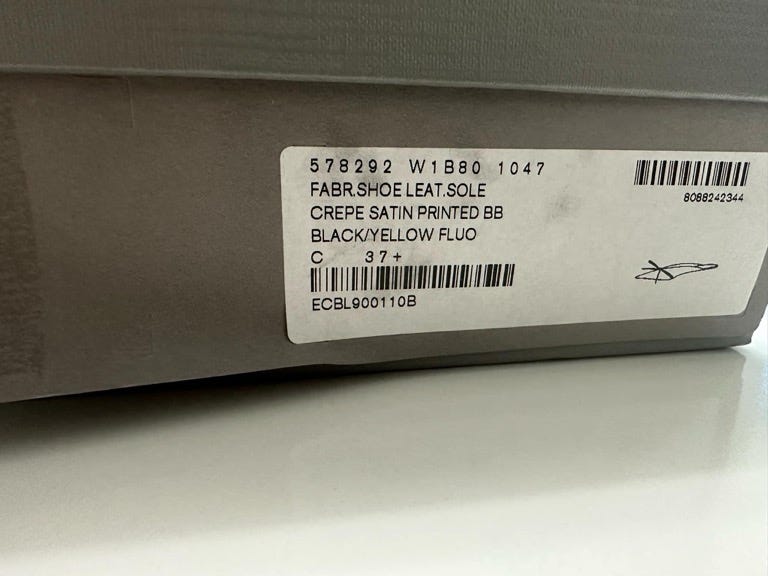 578292 W1B80 1047
FABR.SHOE LEAT.SOLE
CREPE SATIN PRINTED BB
BLACK/YELLOW FLUO
C 37+
ECBL900110B
8088242344